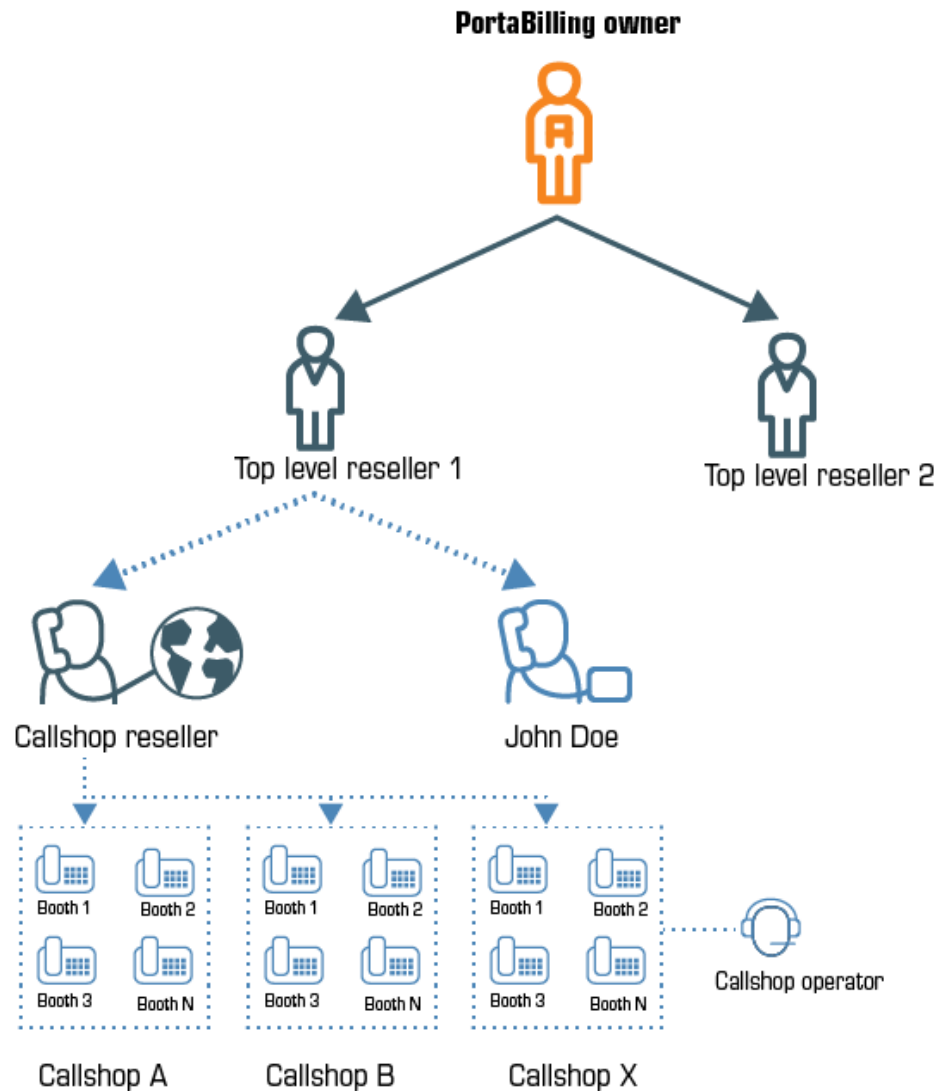 PortaBilling owner
A
Top level reseller 1
Top level reseller 2
Callshop reseller
John Doe
Booth 1
Booth 2
Booth 1
Booth 2
Booth 1
Booth 2
Booth 3
Booth N
Booth 3
Booth N
Booth 3
Booth N
Callshop operator
Callshop A
Callshop B
Callshop X